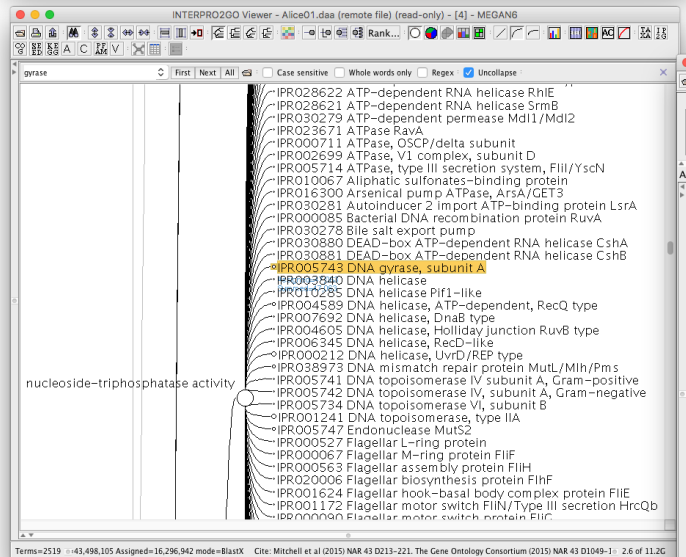 INTERPRO2GO Viewer - Alice01.daa (remote file) (read-only) - [4] - MEGAN6
Rank...
gyrase First Next All Case sensitive Whole words only Regex Uncollapse
IPR028622 ATP-dependent RNA helicase RhlE
IPR028621 ATP-dependent RNA helicase SrmB
IPR030279 ATP-dependent permease Mdl1/Mdl2
IPR023671 ATPase RavA
IPR000711 ATPase, OSCP/delta subunit
IPR002699 ATPase, V1 complex, subunit D
IPR005714 ATPase, type III secretion system, FliI/YscN
IPR010067 Aliphatic sulfonates-binding protein
IPR016300 Arsenical pump ATPase, ArsA/GET3
IPR030281 Autoinducer 2 import ATP-binding protein LsrA
IPR000085 Bacterial DNA recombination protein RuvA
IPR030278 Bile salt export pump
IPR030880 DEAD-box ATP-dependent RNA helicase CshA
IPR030881 DEAD-box ATP-dependent RNA helicase CshB
IPR005743 DNA gyrase, subunit A
IPR003840 DNA helicase
IPR010285 DNA helicase Pif1-like
IPR004589 DNA helicase, ATP-dependent, RecQ type
IPR007692 DNA helicase, DnaB type
IPR004605 DNA helicase, Holliday junction RuvB type
IPR006345 DNA helicase, RecD-like
IPR000212 DNA helicase, UvrD/REP type
IPR038973 DNA mismatch repair protein MutL/Mlh/Pms
nucleoside-triphosphatase activity
IPR005741 DNA topoisomerase IV subunit A, Gram-positive
IPR005742 DNA topoisomerase IV, subunit A, Gram-negative
IPR005734 DNA topoisomerase VI, subunit B
IPR001241 DNA topoisomerase, type IIA
IPR005747 Endonuclease MutS2
IPR000527 Flagellar L-ring protein
IPR000067 Flagellar M-ring protein FliF
IPR000563 Flagellar assembly protein FliH
IPR020006 Flagellar biosynthesis protein FlhF
IPR001624 Flagellar hook-basal body complex protein FliE
IPR001172 Flagellar motor switch FliN/Type III secretion HrcQb
IPR000090 Flagellar motor switch protein FliG
Terms=2519 43,498,105 Assigned=16,296,942 mode=BlastX Cite: Mitchell et al (2015) NAR 43 D213-221. The Gene Ontology Consortium (2015) NAR 43 D1049-1 2.6 of 11.2G